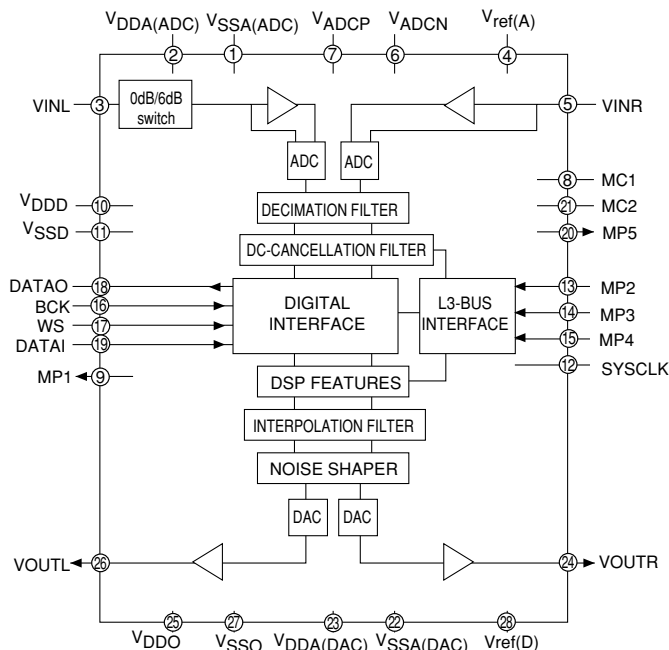 VDDA(ADC) VSSA(ADC) VADCP VADCN Vref(A)
2 1 7 6 4
VINL 3 0dB/6dB switch 5 VINR
ADC ADC
8 MC1
VDDD 10 DECIMATION FILTER 21 MC2
VSSD 11 20 MP5
DC-CANCELLATION FILTER
DATAO 18 13 MP2
BCK 16 DIGITAL INTERFACE L3-BUS INTERFACE 14 MP3
WS 17
DATAI 19 15 MP4
MP1 9 12 SYSCLK
DSP FEATURES
INTERPOLATION FILTER
NOISE SHAPER
DAC DAC
VOUTL 26 24 VOUTR
25 27 23 22 28
VDDO VSSO VDDA(DAC) VSSA(DAC) Vref(D)